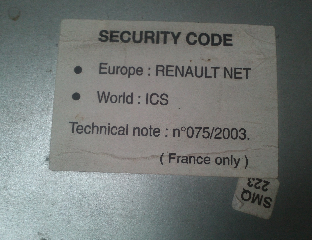 SECURITY CODE
● Europe : RENAULT NET
● World : ICS
Technical note : n°075/2003.
( France only )
SMQ
223